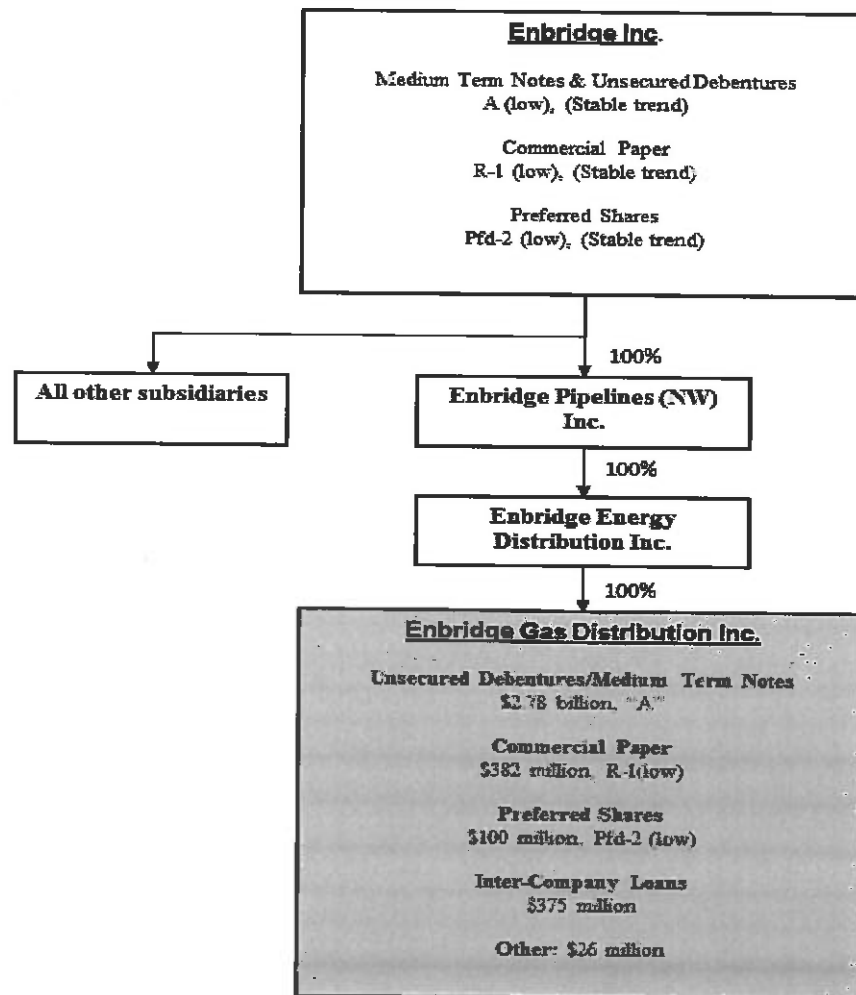 Enbridge Inc.
Medium Term Notes & Unsecured Debentures
A (low), (Stable trend)
Commercial Paper
R-1 (low), (Stable trend)
Preferred Shares
Pfd-2 (low), (Stable trend)
100%
All other subsidiaries
Enbridge Pipelines (NW)
Inc.
100%
Enbridge Energy
Distribution Inc.
100%
Enbridge Gas Distribution Inc.
Unsecured Debentures/Medium Term Notes
$2.78 billion, "A"
Commercial Paper
$382 million, R-1(low)
Preferred Shares
$100 million, Pfd-2 (low)
Inter-Company Loans
$375 million
Other: $26 million